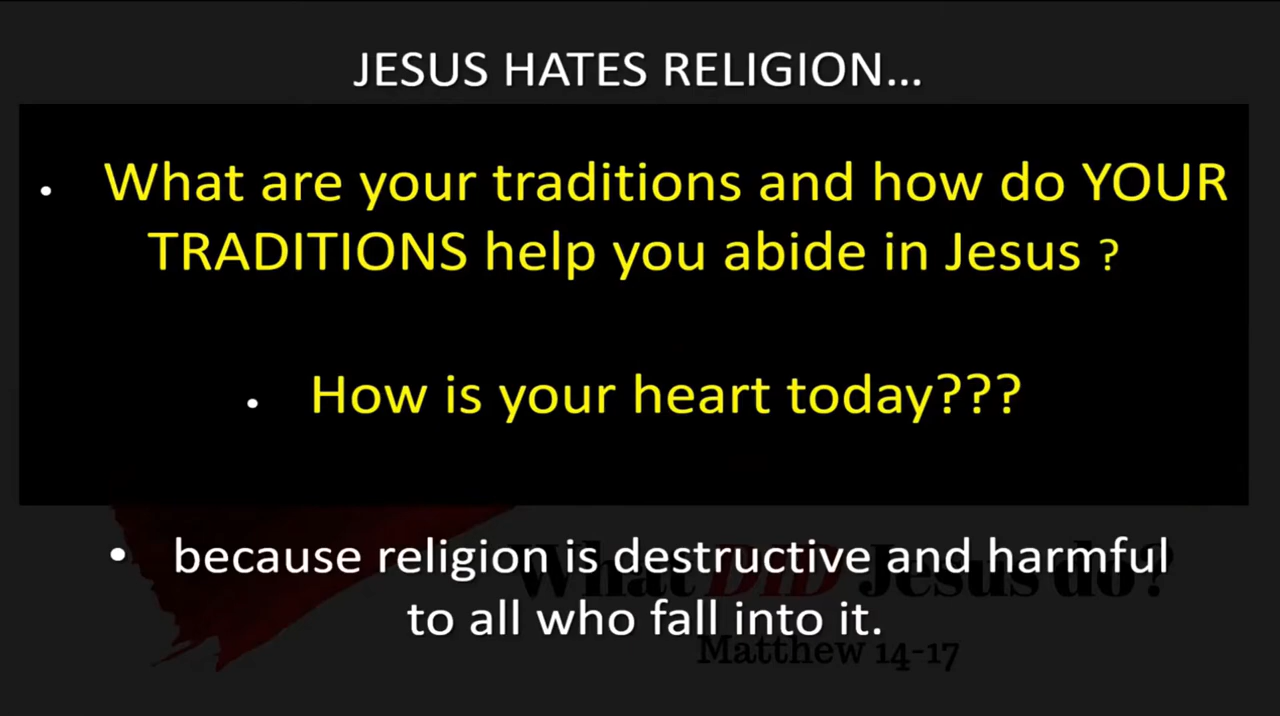 JESUS HATES RELIGION...
• What are your traditions and how do YOUR
TRADITIONS help you abide in Jesus ?
• How is your heart today???
• because religion is destructive and harmful
What DID Jesus do?
to all who fall into it.
Matthew 14-17